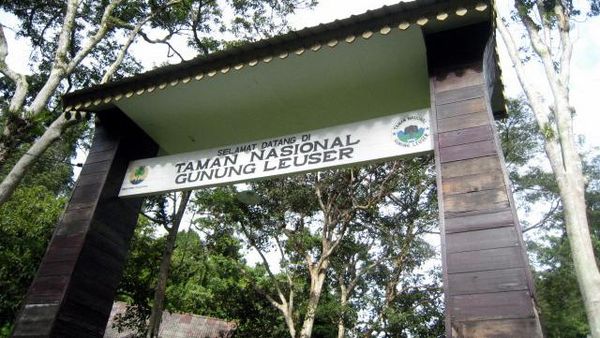 SELAMAT DATANG DI
TAMAN NASIONAL
GUNUNG LEUSER